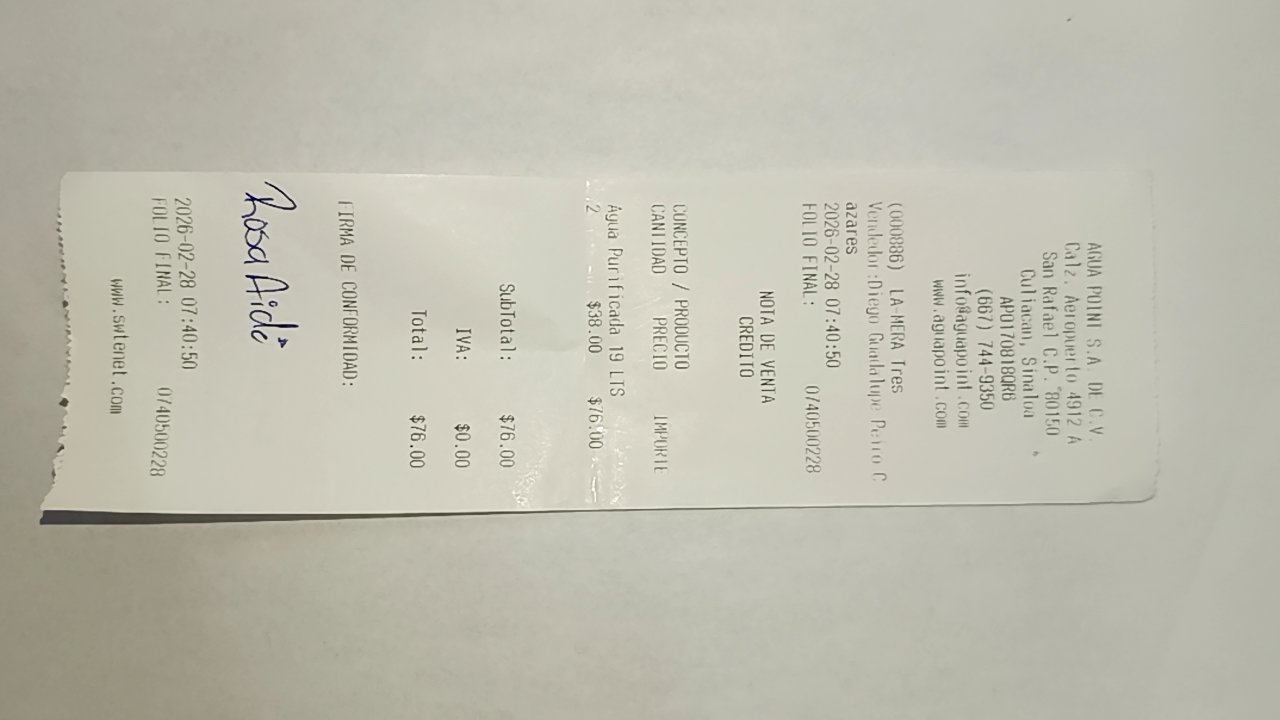 AGUA POINT S.A. DE C.V.
Calz. Aeropuerto 4912 A
San Rafael C.P. 80150
Culiacan, Sinaloa
APO170818QR6
(667) 744-9350
info@aguapoint.com
www.aguapoint.com
(000886) LA-MERA Tres
Vendedor:Diego Guadalupe C
azares
2026-02-28 07:40:50
FOLIO FINAL: 0740500228
NOTA DE VENTA
CREDITO
CONCEPTO / PRODUCTO
CANTIDAD PRECIO IMPORTE
Agua Purificada 19 LTS
2 $38.00 $76.00
SubTotal: $76.00
IVA: $0.00
Total: $76.00
FIRMA DE CONFORMIDAD:
Rosa Aidé
2026-02-28 07:40:50
FOLIO FINAL: 0740500228
www.swtenet.com